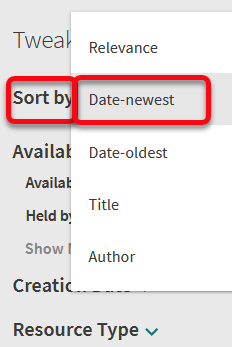 Tweak
Relevance
Sort by
Date-newest
Availab
Date-oldest
Availab
Held by
Title
Show M
Author
Creation Date
Resource Type